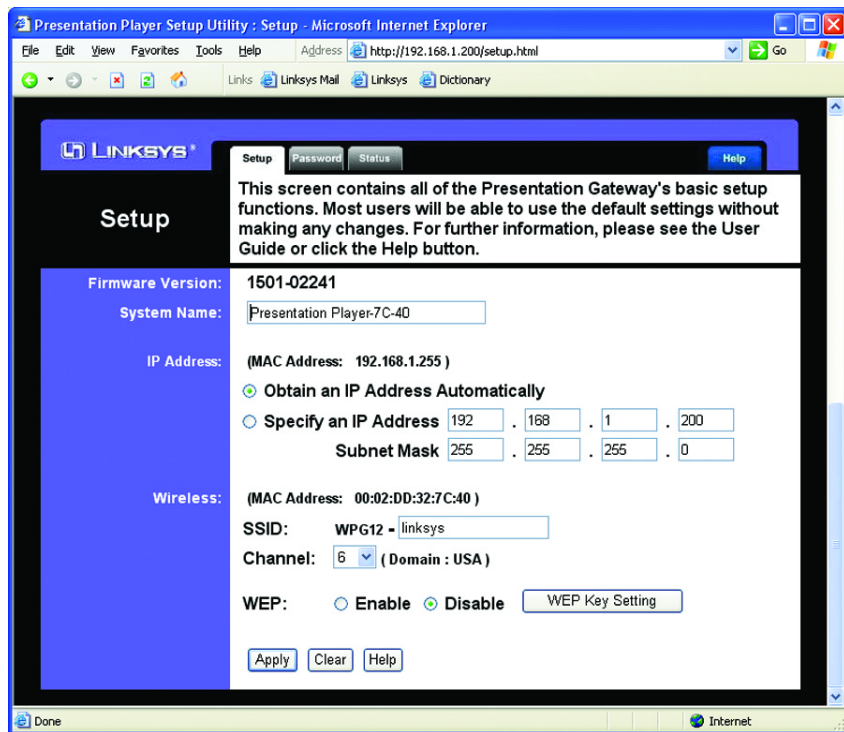 Presentation Player Setup Utility : Setup - Microsoft Internet Explorer
File Edit View Favorites Tools Help Address http://192.168.1.200/setup.html Go
Links Linksys Mail Linksys Dictionary
LINKSYS®
Setup Password Status Help
Setup
This screen contains all of the Presentation Gateway's basic setup
functions. Most users will be able to use the default settings without
making any changes. For further information, please see the User
Guide or click the Help button.
Firmware Version: 1501-02241
System Name: Presentation Player-7C-40
IP Address: (MAC Address: 192.168.1.255 )
Obtain an IP Address Automatically
Specify an IP Address 192 . 168 . 1 . 200
Subnet Mask 255 . 255 . 255 . 0
Wireless: (MAC Address: 00:02:DD:32:7C:40 )
SSID: WPG12 - linksys
Channel: 6 ( Domain : USA )
WEP: Enable Disable WEP Key Setting
Apply Clear Help
Done Internet